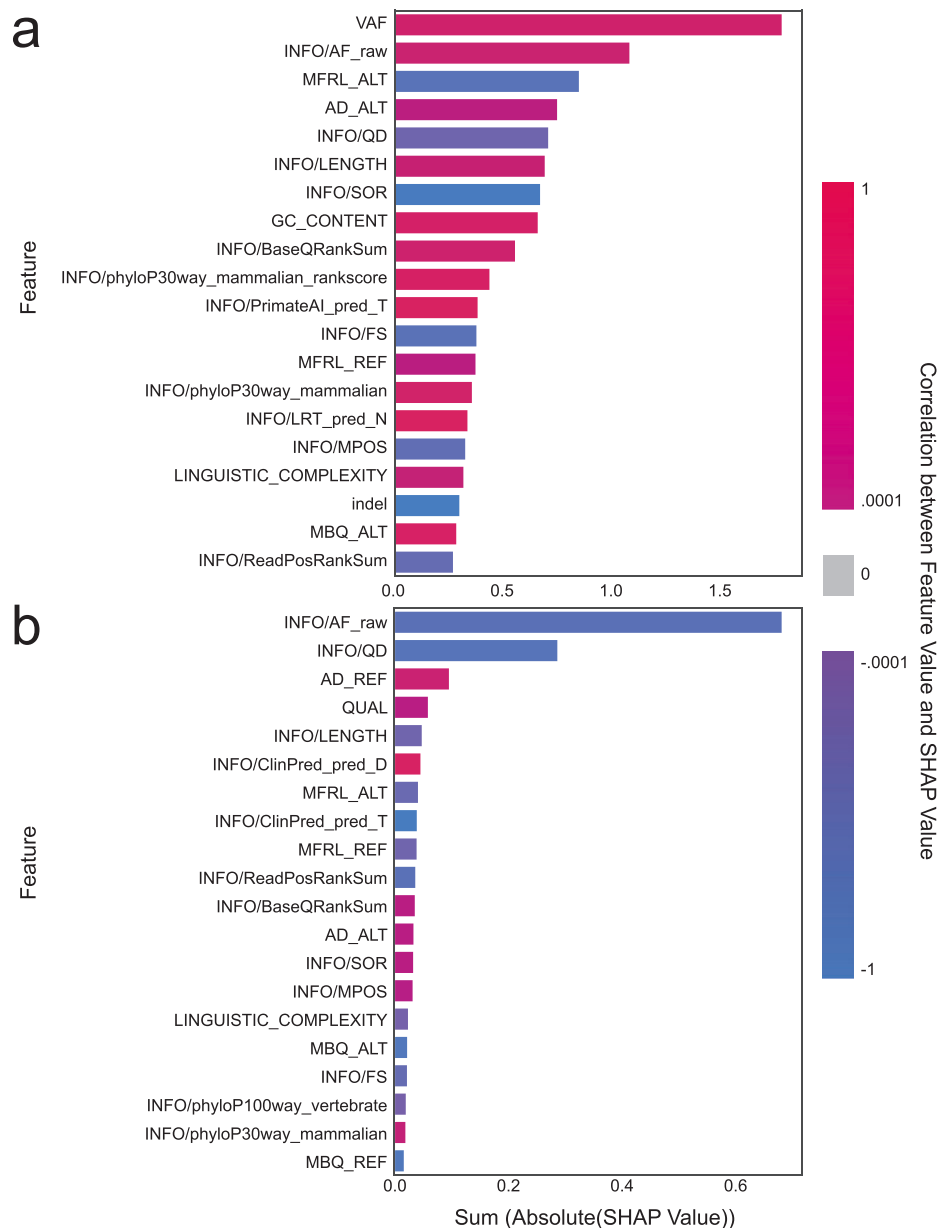 a
VAF
INFO/AF_raw
MFRL_ALT
AD_ALT
INFO/QD
INFO/LENGTH
INFO/SOR
GC_CONTENT
INFO/BaseQRankSum
INFO/phyloP30way_mammalian_rankscore
INFO/PrimateAI_pred_T
INFO/FS
MFRL_REF
INFO/phyloP30way_mammalian
INFO/LRT_pred_N
INFO/MPOS
LINGUISTIC_COMPLEXITY
indel
MBQ_ALT
INFO/ReadPosRankSum
Feature
0.0 0.5 1.0 1.5
b
INFO/AF_raw
INFO/QD
AD_REF
QUAL
INFO/LENGTH
INFO/ClinPred_pred_D
MFRL_ALT
INFO/ClinPred_pred_T
MFRL_REF
INFO/ReadPosRankSum
INFO/BaseQRankSum
AD_ALT
INFO/SOR
INFO/MPOS
LINGUISTIC_COMPLEXITY
MBQ_ALT
INFO/FS
INFO/phyloP100way_vertebrate
INFO/phyloP30way_mammalian
MBQ_REF
Feature
0.0 0.2 0.4 0.6
Sum (Absolute(SHAP Value))
1
.0001
0
-.0001
-1
Correlation between Feature Value and SHAP Value